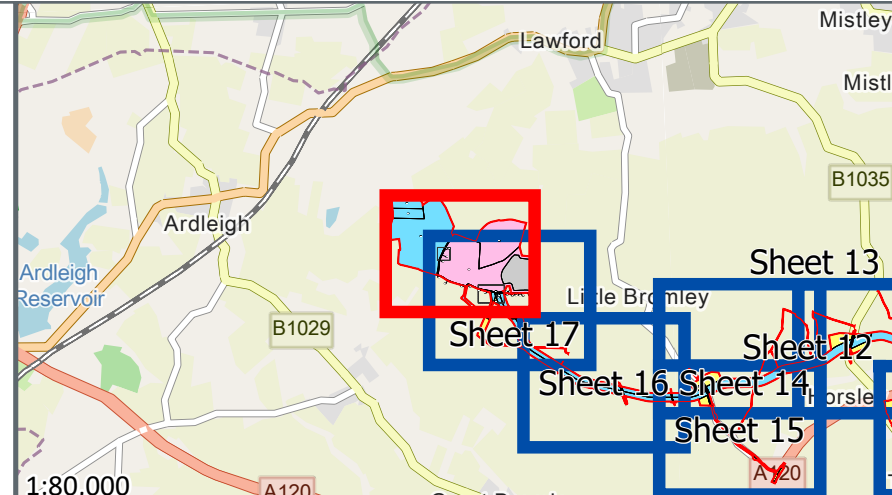 Mistley
Lawford
Mistl
B1035
Ardleigh
Sheet 13
Ardleigh
Reservoir
Little Bromley
B1029
Sheet 17
Sheet 12
Sheet 16
Sheet 14
Horsle
Sheet 15
A120
1:80,000
A120